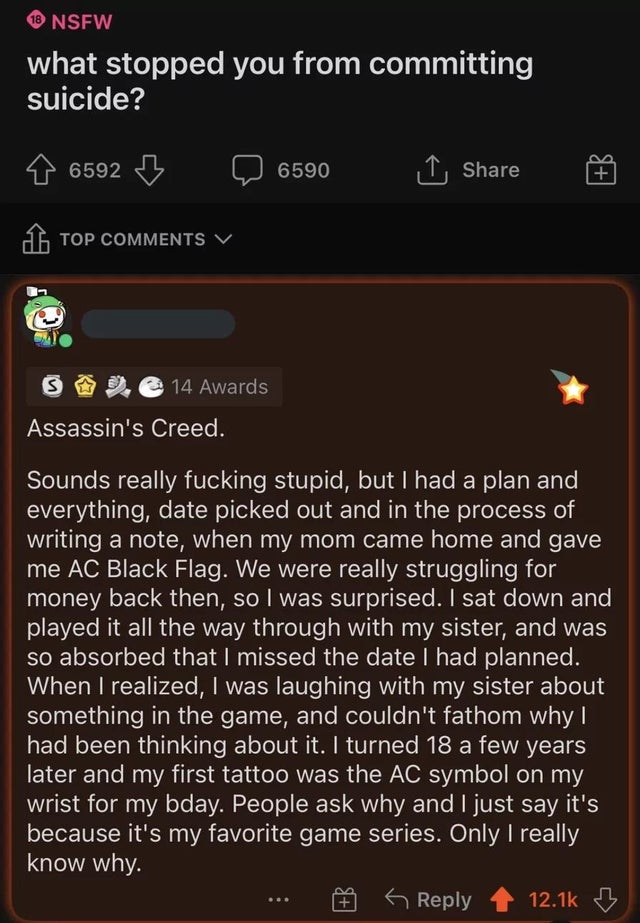 18 NSFW
what stopped you from committing
suicide?
6592
6590
Share
TOP COMMENTS
S
14 Awards
Assassin's Creed.
Sounds really fucking stupid, but I had a plan and
everything, date picked out and in the process of
writing a note, when my mom came home and gave
me AC Black Flag. We were really struggling for
money back then, so I was surprised. I sat down and
played it all the way through with my sister, and was
so absorbed that I missed the date I had planned.
When I realized, I was laughing with my sister about
something in the game, and couldn't fathom why I
had been thinking about it. I turned 18 a few years
later and my first tattoo was the AC symbol on my
wrist for my bday. People ask why and I just say it's
because it's my favorite game series. Only I really
know why.
... Reply 12.1k